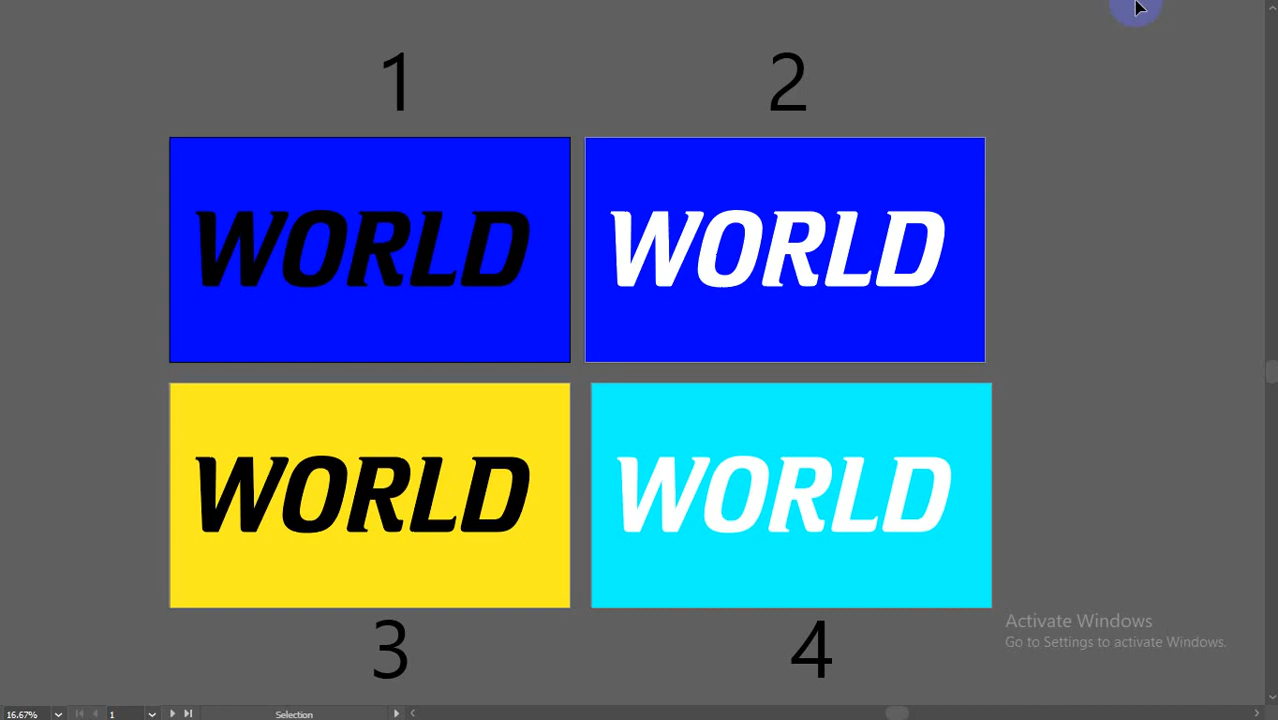 1
2
WORLD
WORLD
WORLD
WORLD
3
4
Activate Windows
Go to Settings to activate Windows.
16.67%
1
Selection